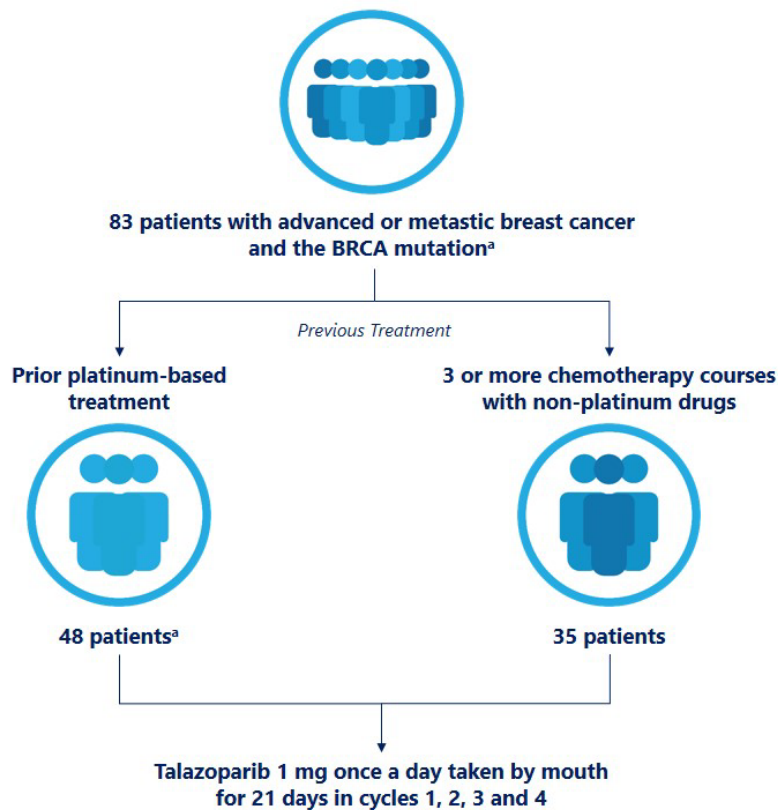 83 patients with advanced or metastic breast cancer
and the BRCA mutationᵃ
Previous Treatment
Prior platinum-based
treatment
3 or more chemotherapy courses
with non-platinum drugs
48 patientsᵃ
35 patients
Talazoparib 1 mg once a day taken by mouth
for 21 days in cycles 1, 2, 3 and 4